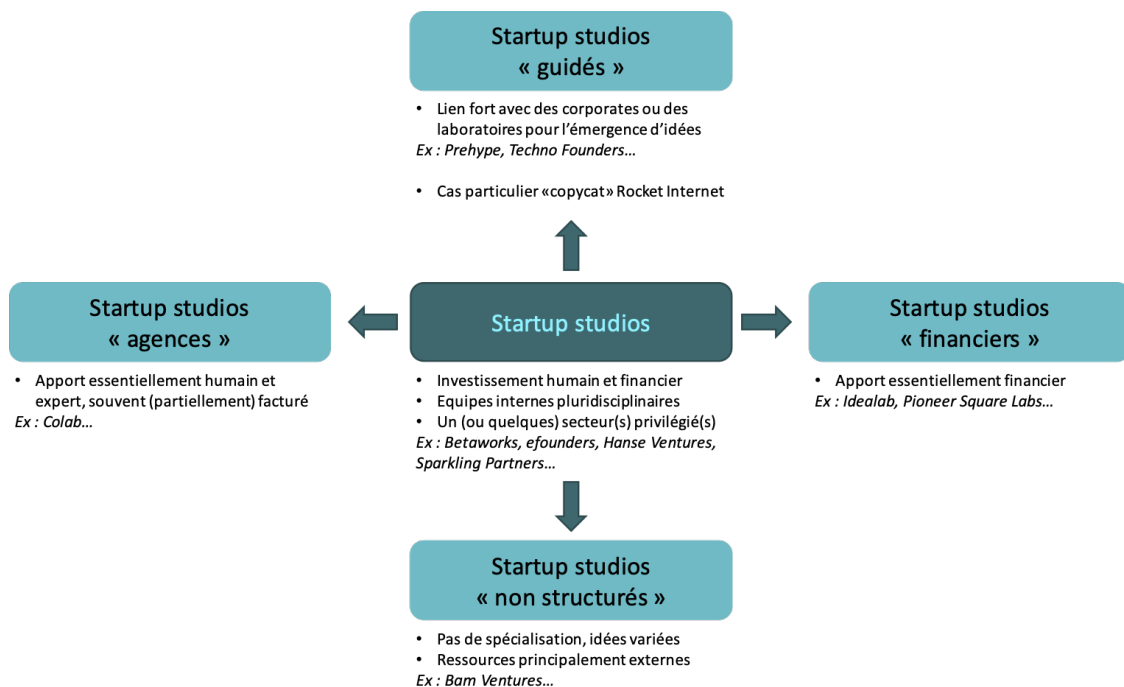 Startup studios
« guidés »
• Lien fort avec des corporates ou des
laboratoires pour l’émergence d’idées
Ex : Prehype, Techno Founders…
• Cas particulier «copycat» Rocket Internet
Startup studios
« agences »
• Apport essentiellement humain et
expert, souvent (partiellement) facturé
Ex : Colab…
Startup studios
• Investissement humain et financier
• Equipes internes pluridisciplinaires
• Un (ou quelques) secteur(s) privilégié(s)
Ex : Betaworks, efounders, Hanse Ventures,
Sparkling Partners…
Startup studios
« financiers »
• Apport essentiellement financier
Ex : Idealab, Pioneer Square Labs…
Startup studios
« non structurés »
• Pas de spécialisation, idées variées
• Ressources principalement externes
Ex : Bam Ventures…